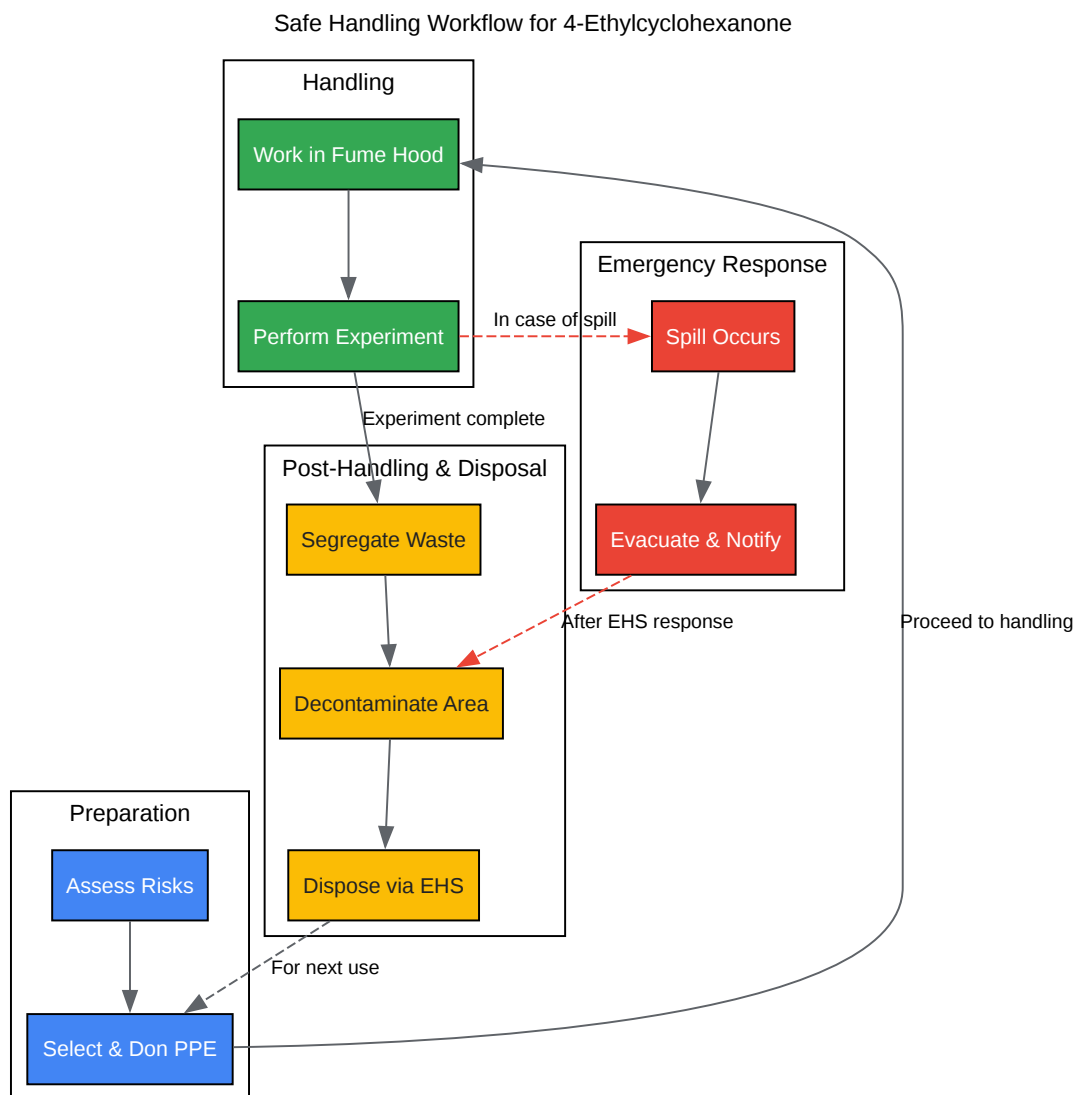 Safe Handling Workflow for 4-Ethylcyclohexanone
Handling
Work in Fume Hood
Emergency Response
Perform Experiment
In case of spill
Spill Occurs
Experiment complete
Post-Handling & Disposal
Segregate Waste
Evacuate & Notify
After EHS response
Proceed to handling
Decontaminate Area
Preparation
Assess Risks
Dispose via EHS
For next use
Select & Don PPE